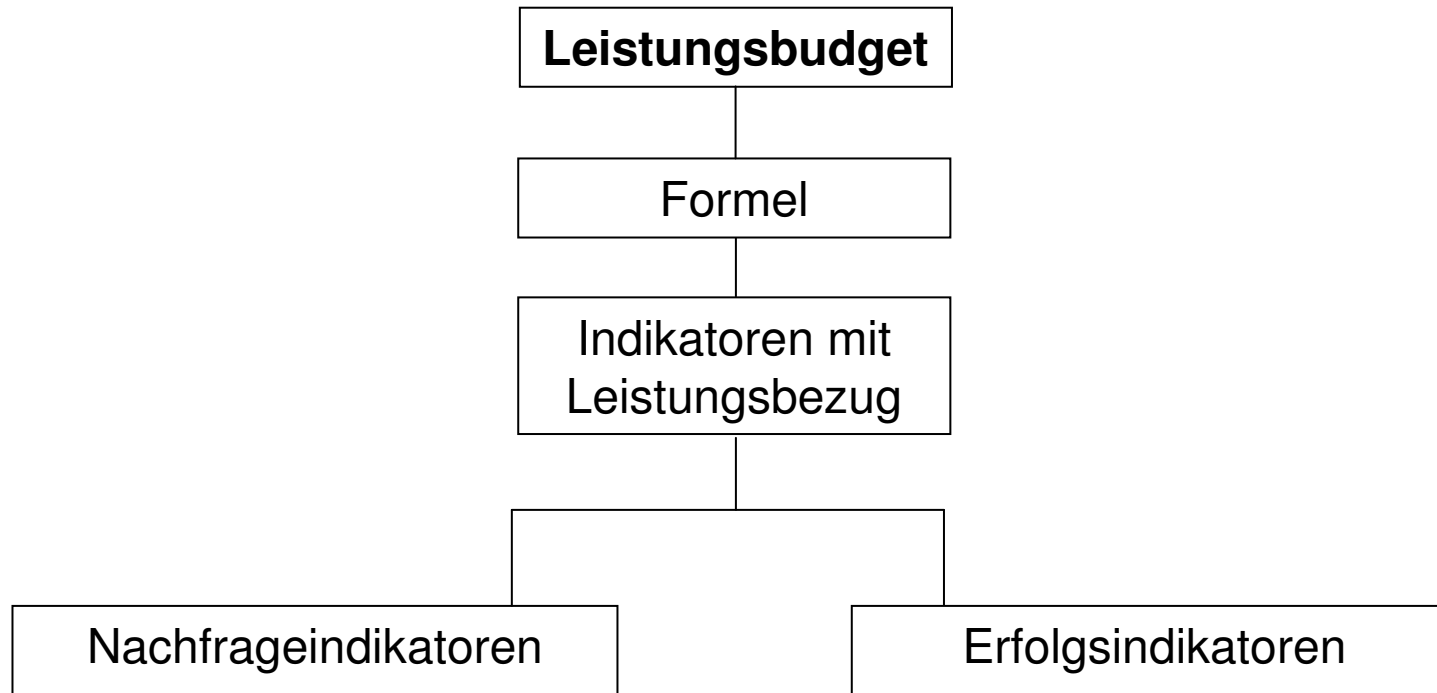 Leistungsbudget
Formel
Indikatoren mit
Leistungsbezug
Nachfrageindikatoren
Erfolgsindikatoren